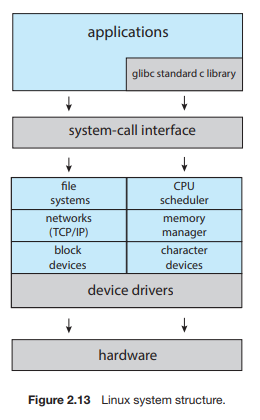 applications
glibc standard c library
system-call interface
file
systems
CPU
scheduler
networks
(TCP/IP)
memory
manager
block
devices
character
devices
device drivers
hardware
Figure 2.13 Linux system structure.